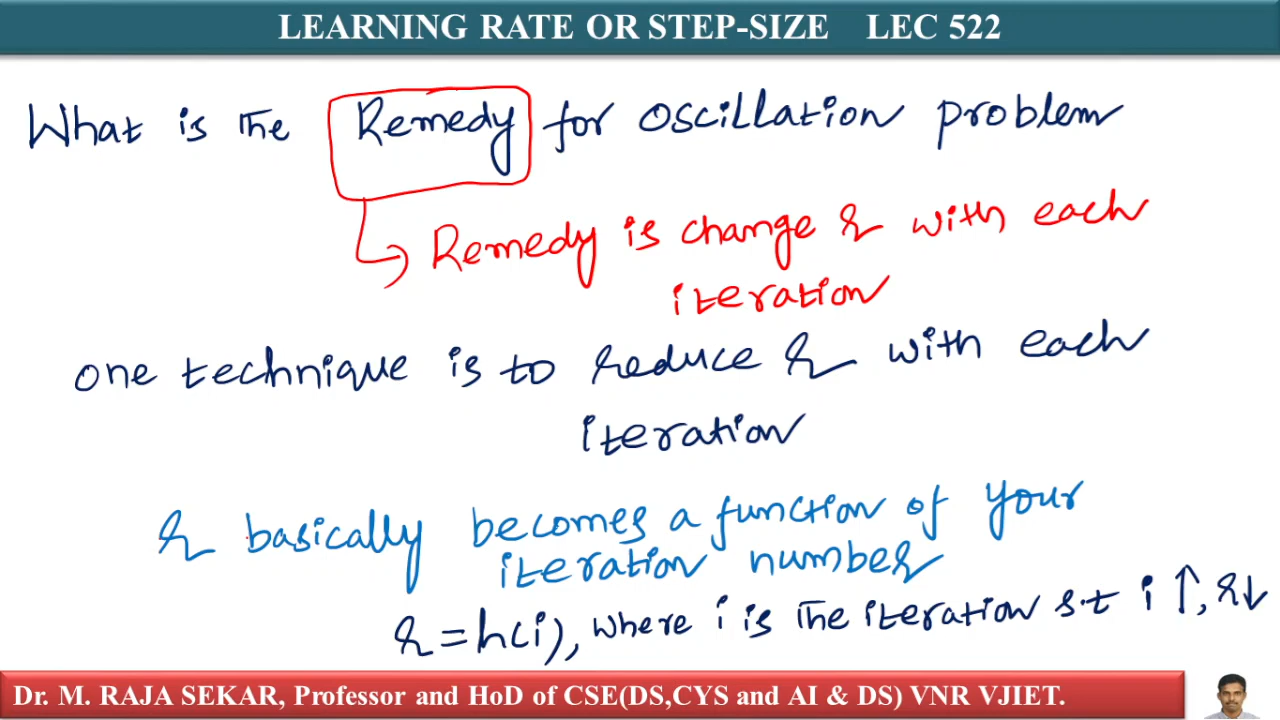 LEARNING RATE OR STEP-SIZE LEC 522
What is the Remedy for oscillation problem
Remedy is change r with each
iteration
one technique is to reduce r with each
iteration
r basically becomes a function of your
iteration number
r = h(i), where i is the iteration s.t i ↑, r↓
Dr. M. RAJA SEKAR, Professor and HoD of CSE(DS,CYS and AI & DS) VNR VJIET.